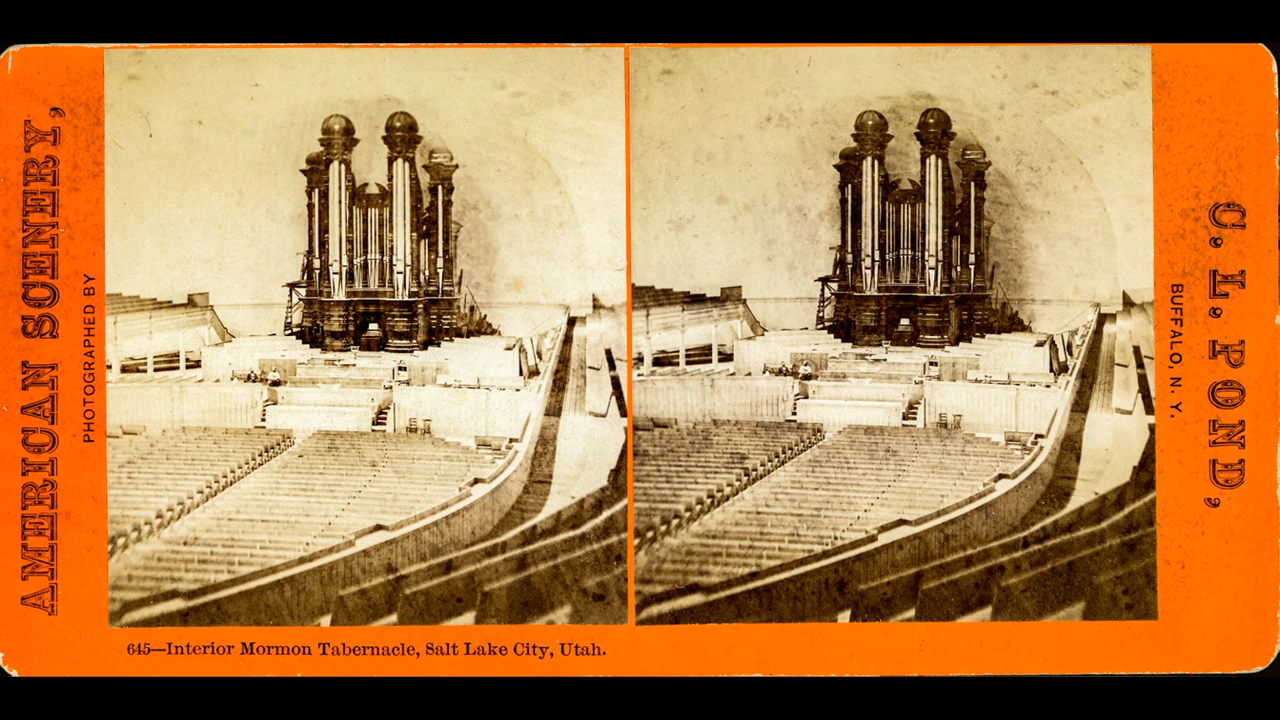 AMERICAN SCENERY,
PHOTOGRAPHED BY
C. L. POND,
BUFFALO, N. Y.
645—Interior Mormon Tabernacle, Salt Lake City, Utah.